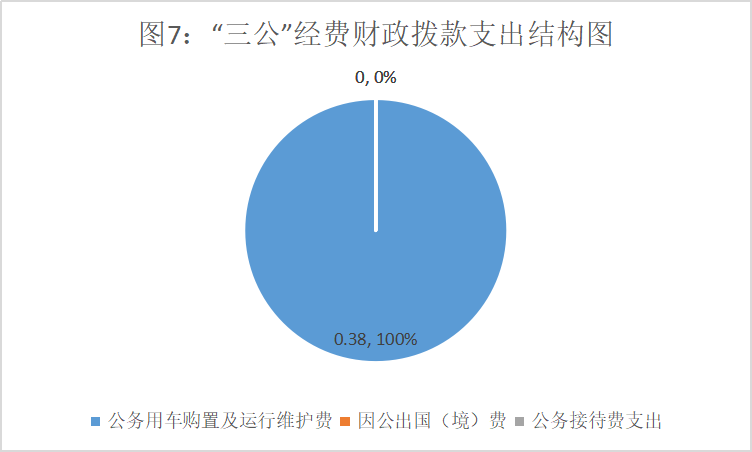 图7：“三公”经费财政拨款支出结构图
0, 0%
0.38, 100%
公务用车购置及运行维护费 因公出国（境）费 公务接待费支出